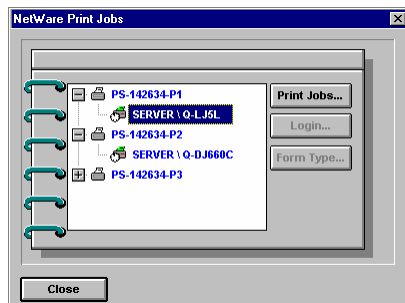 NetWare Print Jobs
PS-142634-P1
SERVER \ Q-LJ5L
PS-142634-P2
SERVER \ Q-DJ660C
PS-142634-P3
Print Jobs...
Login...
Form Type...
Close